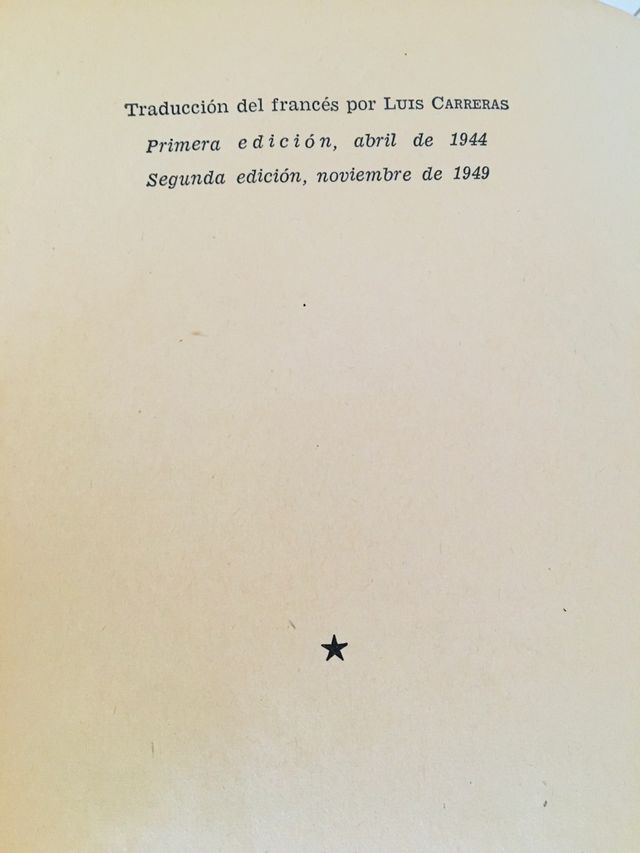 Traducción del francés por LUIS CARRERAS
Primera edición, abril de 1944
Segunda edición, noviembre de 1949